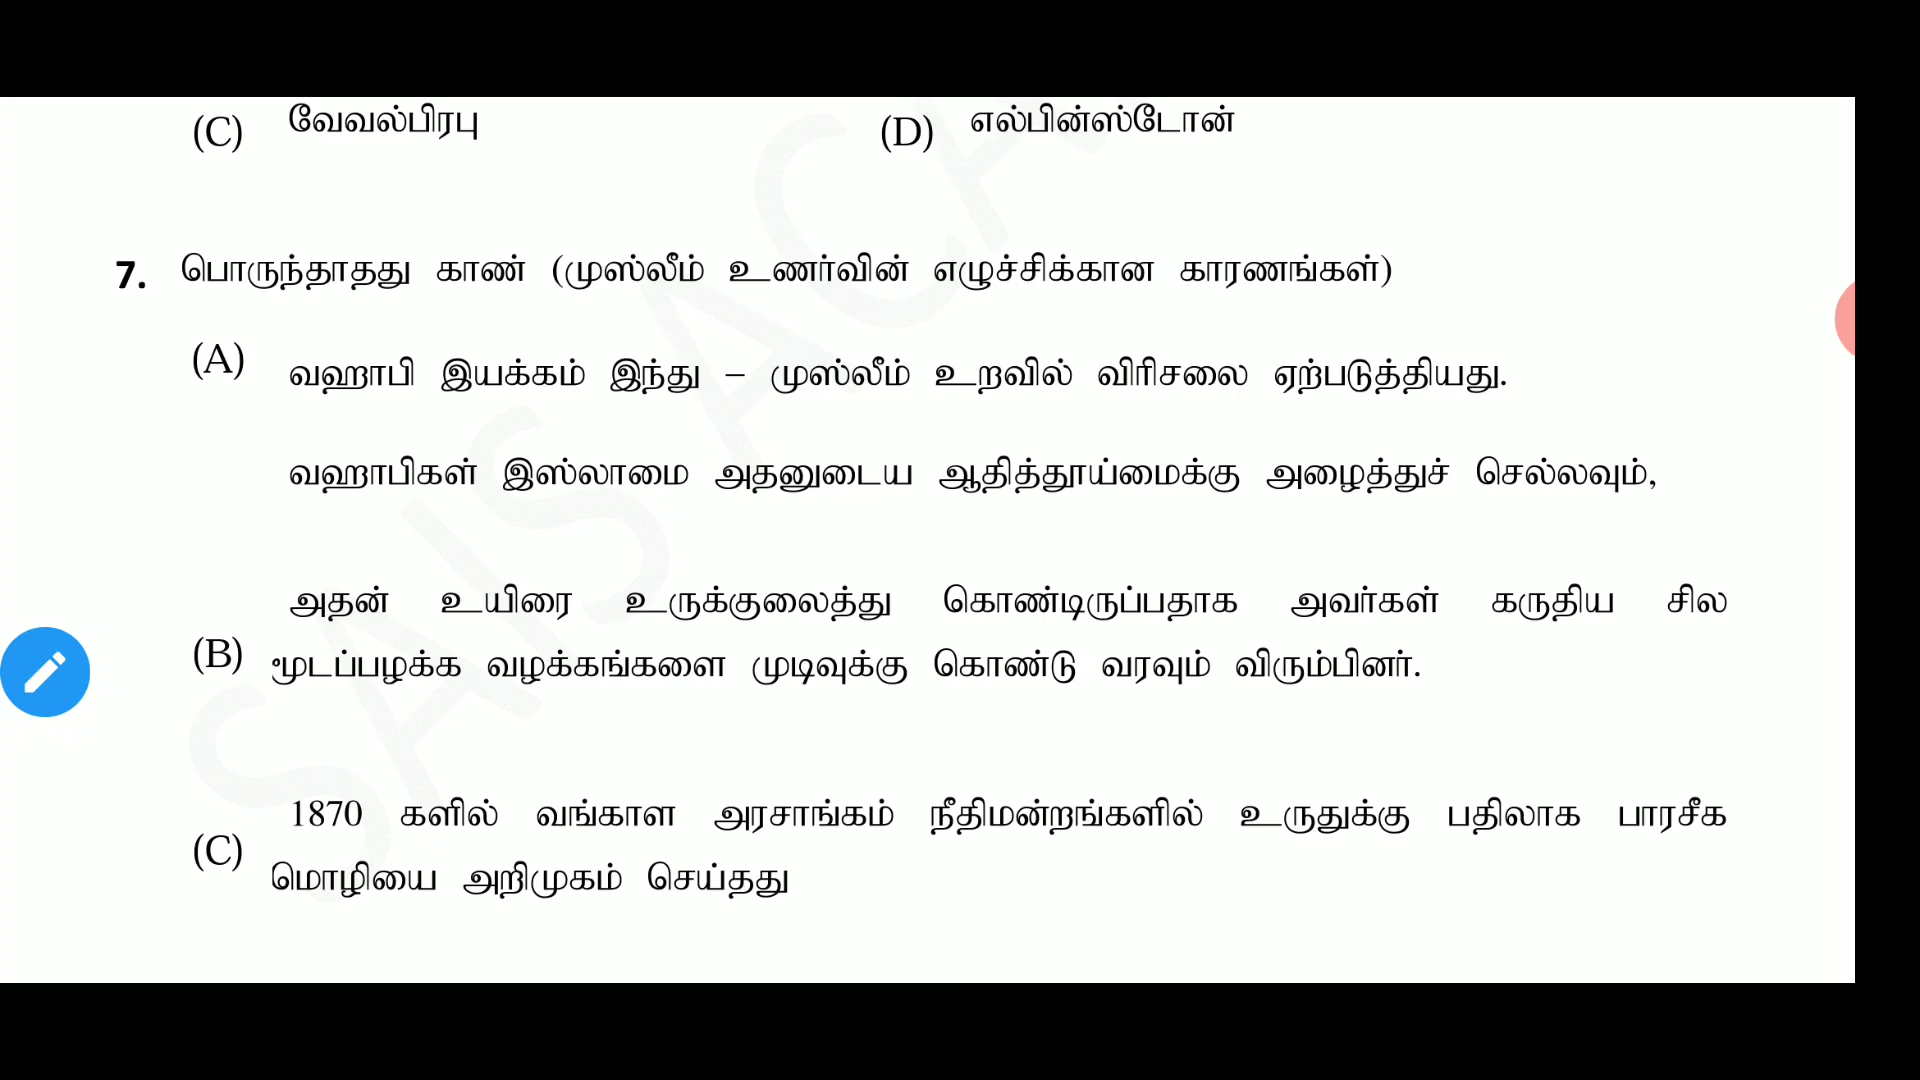 (C) வேவல்பிரபு (D) எல்பின்ஸ்டோன்
7. பொருந்தாதது காண் (முஸ்லீம் உணர்வின் எழுச்சிக்கான காரணங்கள்)
(A) வஹாபி இயக்கம் இந்து – முஸ்லீம் உறவில் விரிசலை ஏற்படுத்தியது.
வஹாபிகள் இஸ்லாமை அதனுடைய ஆதித்தூய்மைக்கு அழைத்துச் செல்லவும்,
அதன் உயிரை உருக்குலைத்து கொண்டிருப்பதாக அவர்கள் கருதிய சில
(B) மூடப்பழக்க வழக்கங்களை முடிவுக்கு கொண்டு வரவும் விரும்பினர்.
1870 களில் வங்காள அரசாங்கம் நீதிமன்றங்களில் உருதுக்கு பதிலாக பாரசீக
(C) மொழியை அறிமுகம் செய்தது
SAIS ACA